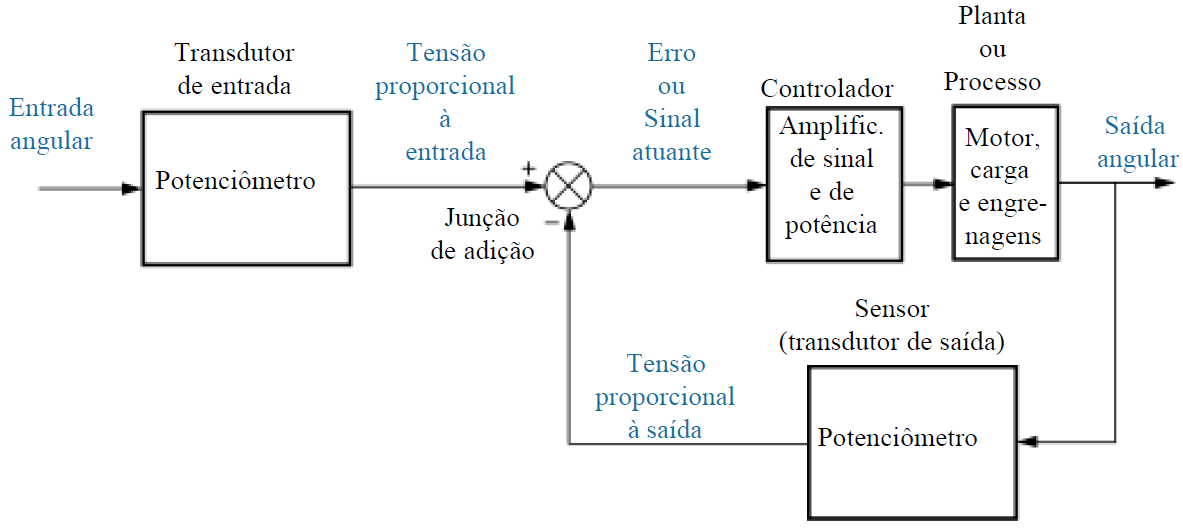 Transdutor
de entrada
Entrada
angular
Potenciômetro
Tensão
proporcional
à
entrada
+
−
Junção
de adição
Erro
ou
Sinal
atuante
Controlador
Amplific.
de sinal
e de
potência
Planta
ou
Processo
Motor,
carga
e engre-
nagens
Saída
angular
Sensor
(transdutor de saída)
Potenciômetro
Tensão
proporcional
à saída